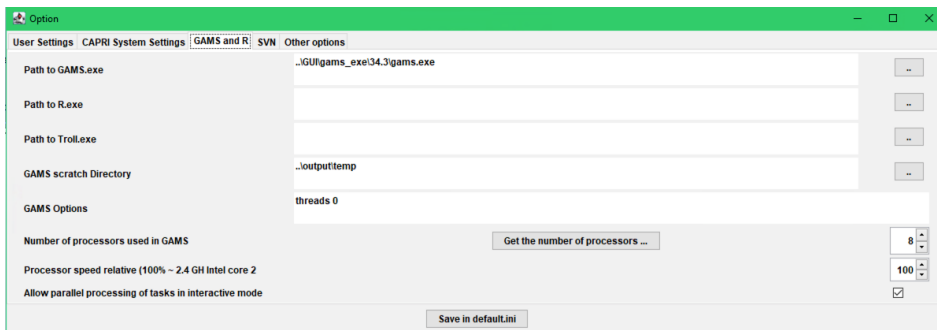 Option
User Settings CAPRI System Settings GAMS and R SVN Other options
Path to GAMS.exe ..\GUI\gams_exe\34.3\gams.exe ..
Path to R.exe ..
Path to Troll.exe ..
GAMS scratch Directory ..\output\temp ..
GAMS Options threads 0
Number of processors used in GAMS Get the number of processors ... 8
Processor speed relative (100% ~ 2.4 GH Intel core 2 100
Allow parallel processing of tasks in interactive mode
Save in default.ini